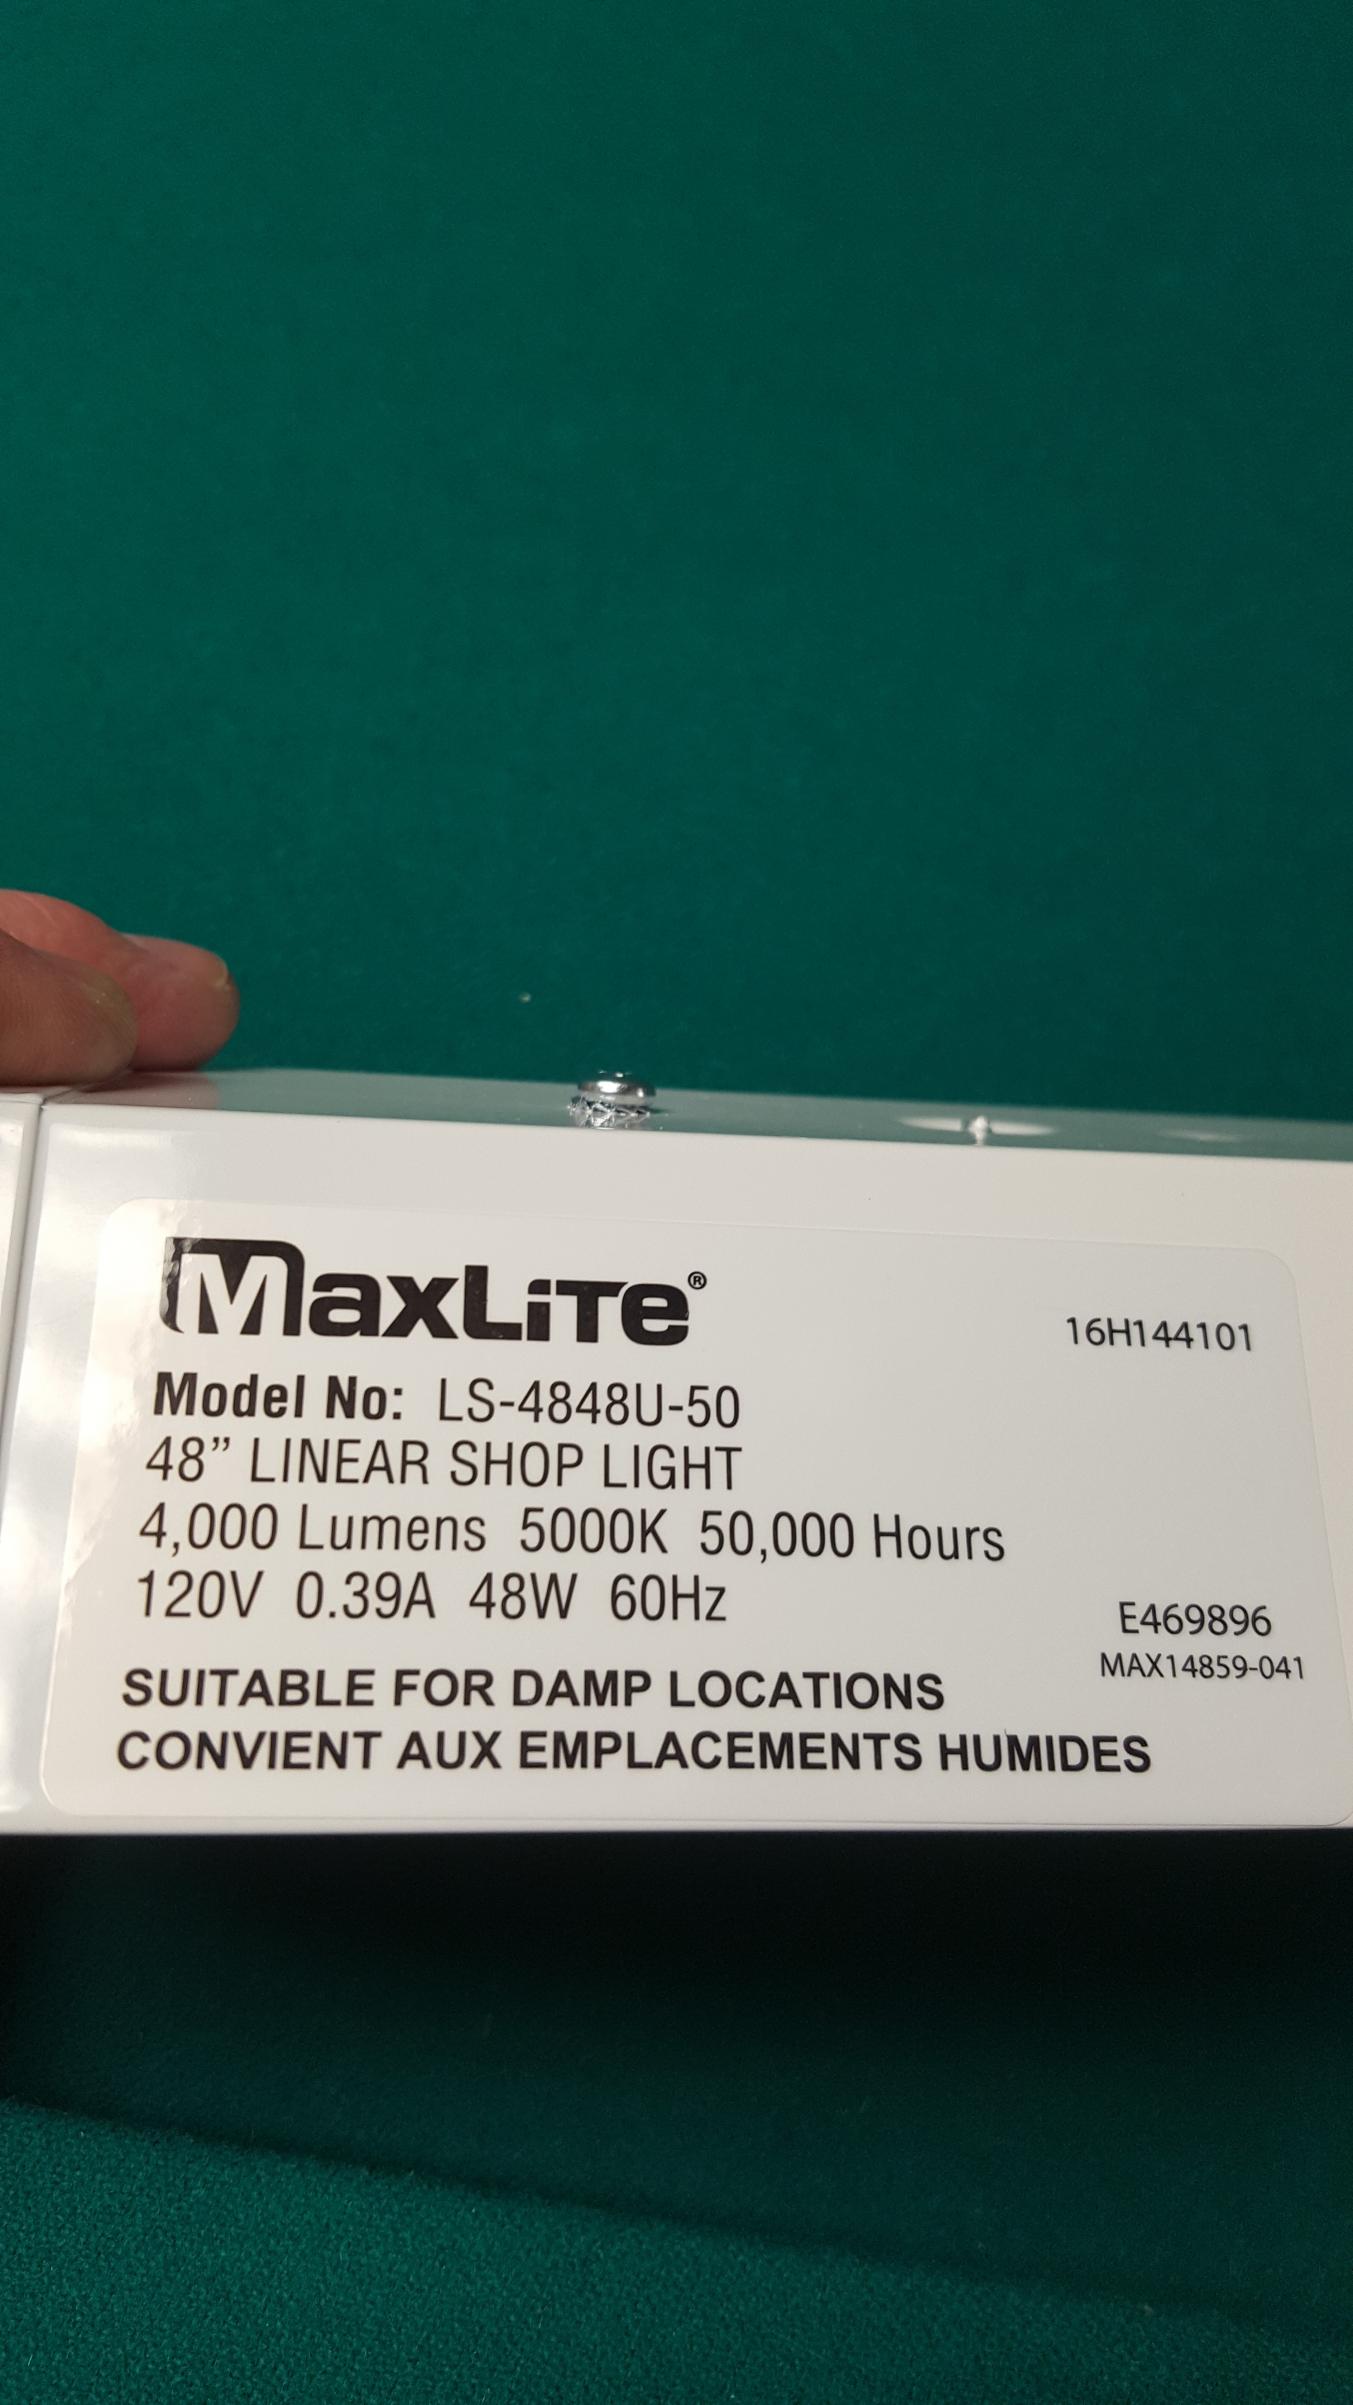 MaxLite®
16H144101
Model No: LS-4848U-50
48” LINEAR SHOP LIGHT
4,000 Lumens 5000K 50,000 Hours
120V 0.39A 48W 60Hz
E469896
MAX14859-041
SUITABLE FOR DAMP LOCATIONS
CONVIENT AUX EMPLACEMENTS HUMIDES